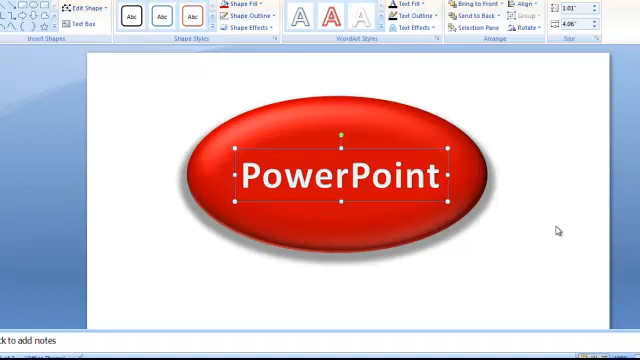 Edit Shape
Text Box
Insert Shapes
Abc Abc Abc
Shape Fill
Shape Outline
Shape Effects
Shape Styles
A A A
Text Fill
Text Outline
Text Effects
WordArt Styles
Bring to Front
Send to Back
Selection Pane
Align
Group
Rotate
Arrange
1.01"
4.06"
Size
PowerPoint
ck to add notes